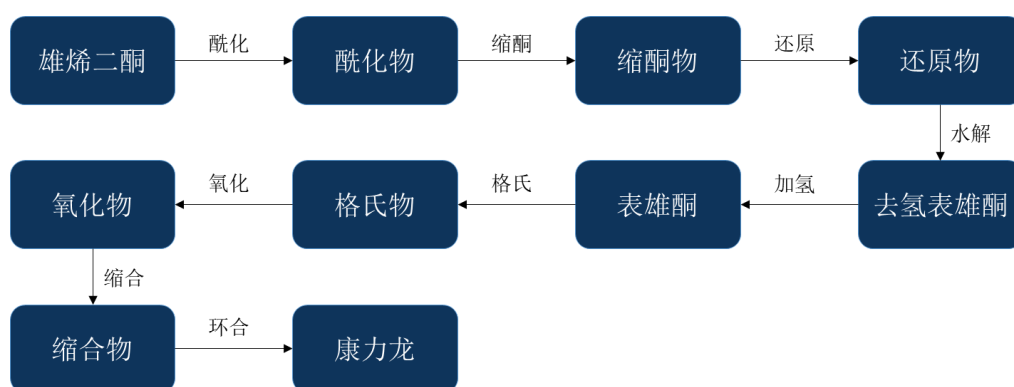 雄烯二酮
酰化
酰化物
缩酮
缩酮物
还原
还原物
水解
去氢表雄酮
加氢
表雄酮
格氏
格氏物
氧化
氧化物
缩合
缩合物
环合
康力龙